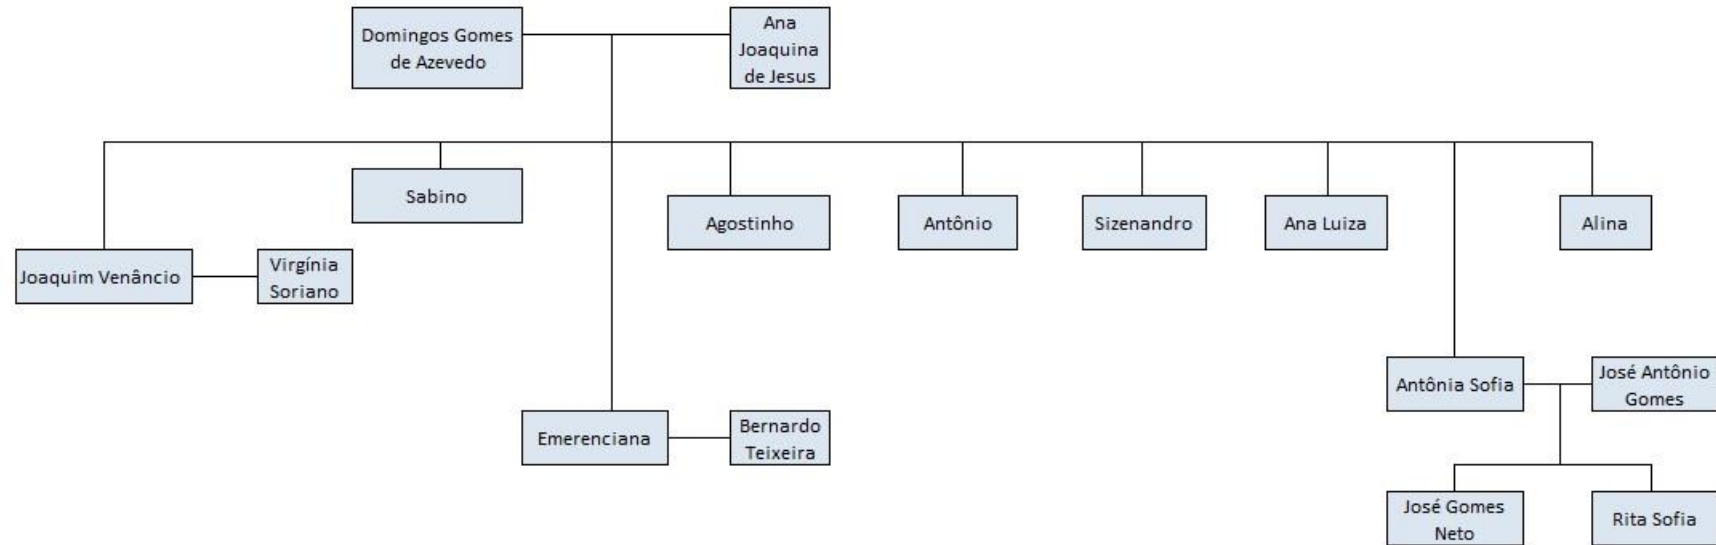 Domingos Gomes
de Azevedo
Ana
Joaquina
de Jesus
Sabino
Agostinho
Antônio
Sizenandro
Ana Luiza
Alina
Joaquim Venâncio
Virgínia
Soriano
Antônia Sofia
José Antônio
Gomes
Emerenciana
Bernardo
Teixeira
José Gomes
Neto
Rita Sofia